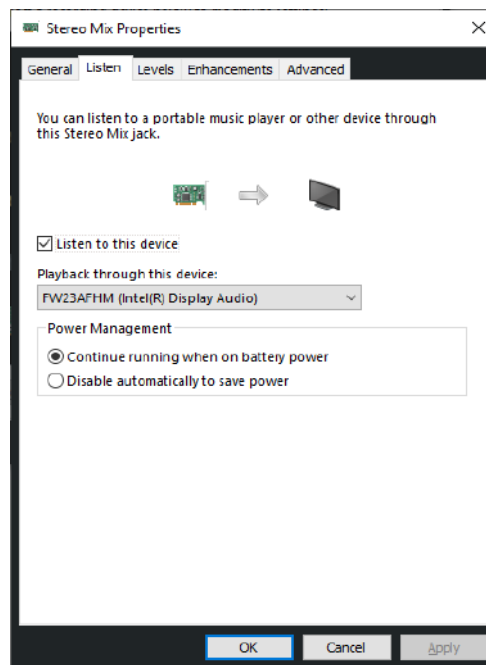 Stereo Mix Properties
General Listen Levels Enhancements Advanced
You can listen to a portable music player or other device through
this Stereo Mix jack.
Listen to this device
Playback through this device:
FW23AFHM (Intel(R) Display Audio)
Power Management
Continue running when on battery power
Disable automatically to save power
OK Cancel Apply